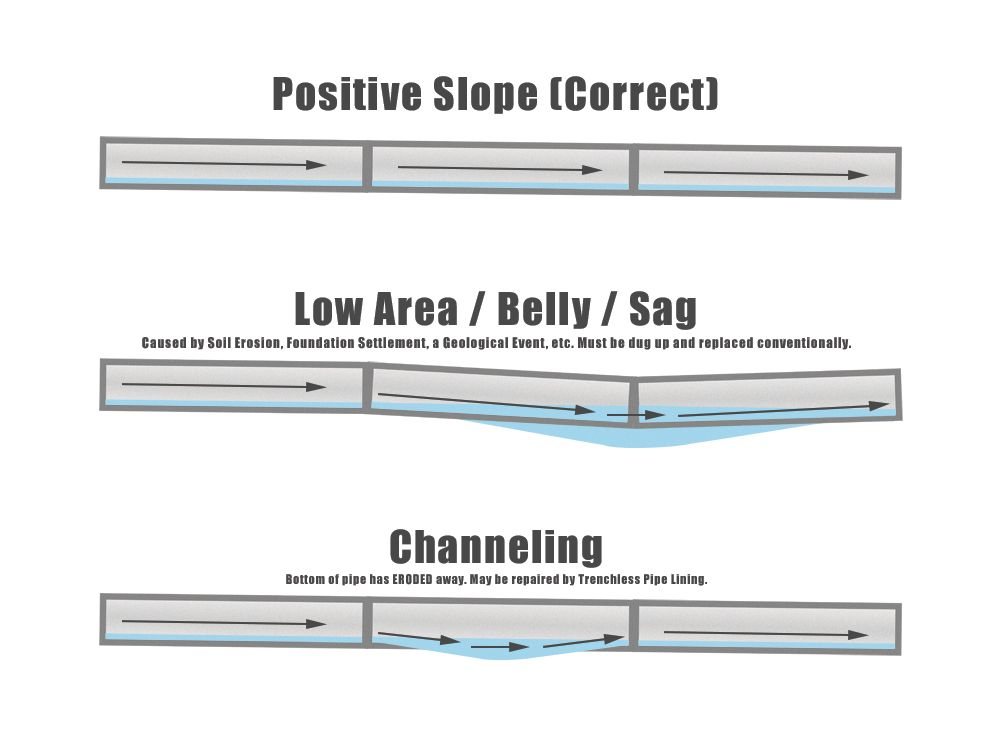 Positive Slope (Correct)
Low Area / Belly / Sag
Caused by Soil Erosion, Foundation Settlement, a Geological Event, etc. Must be dug up and replaced conventionally.
Channeling
Bottom of pipe has ERODED away. May be repaired by Trenchless Pipe Lining.